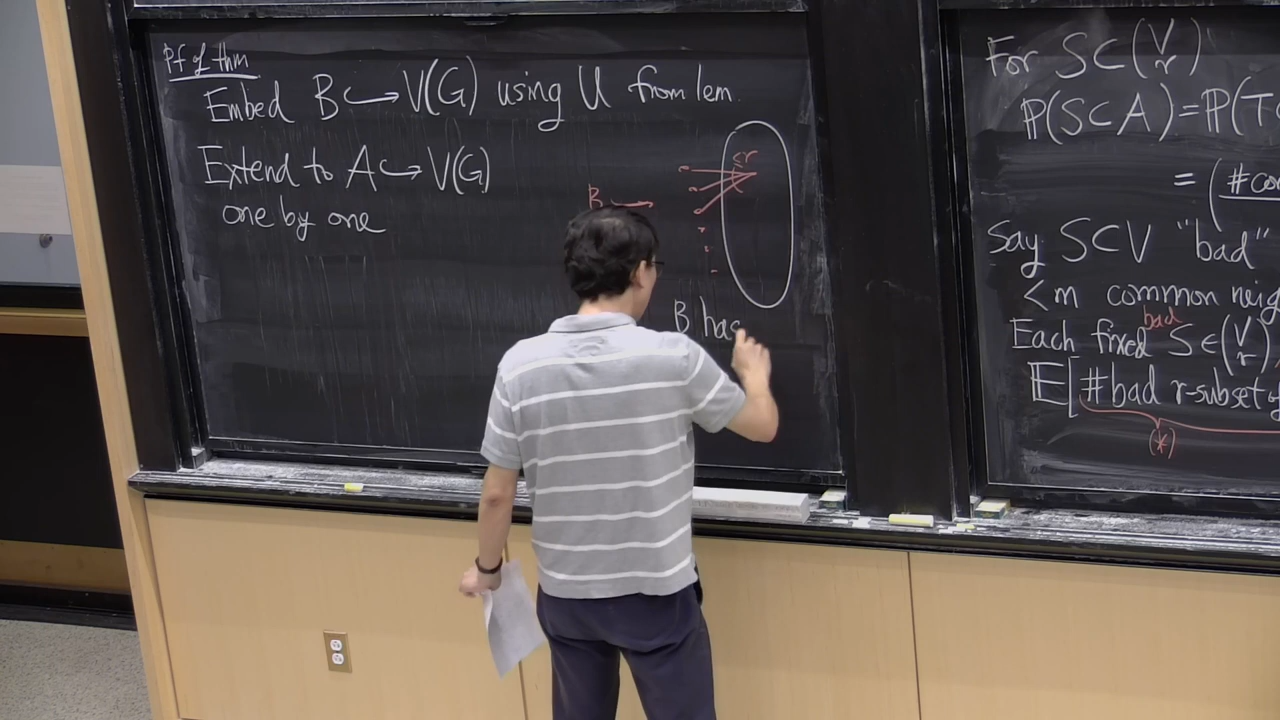 Pf of thm
Embed B ↪ V(G) using U from lem.
Extend to A ↪ V(G)
one by one
≤r
B
B has
For S⊂(V r)
P(S⊂A)=P(T
= (#co
Say S⊂V "bad"
<m common neig
bad
Each fixed S∈(V r)
E[#bad r-subset of
(*)